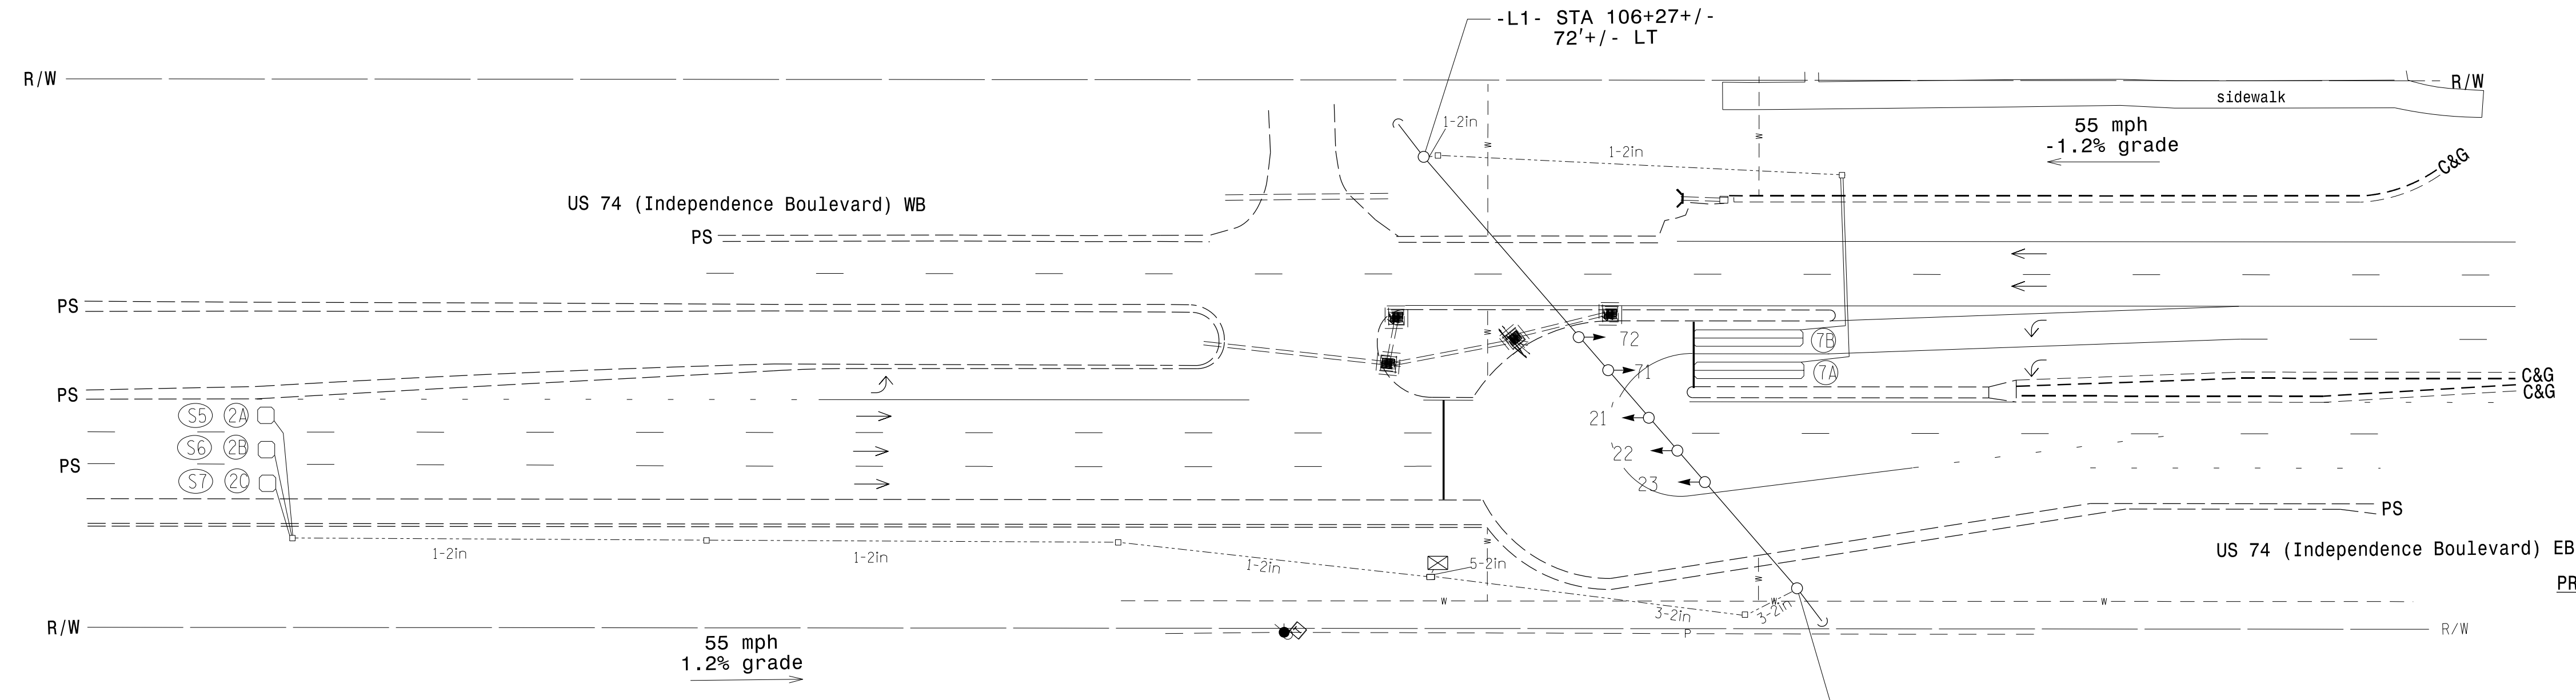 -L1- STA 106+27+/-
72'+/- LT
R/W
R/W
sidewalk
1-2in
55 mph
-1.2% grade
W
W
1-2in
C&G
US 74 (Independence Boulevard) WB
PS
PS
72
7B
W
71
7A
C&G
C&G
PS
S5 2A
21
S6 2B
22
PS
S7 2C
23
PS
1-2in
1-2in
1-2in
W
5-2in
W
US 74 (Independence Boulevard) EB
PR
W
W
W
3-2in
3-2in
R/W
P
R/W
55 mph
1.2% grade